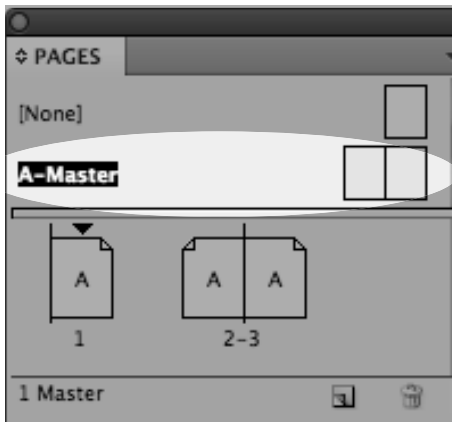 PAGES
[None]
A-Master
A A A
1 2-3
1 Master